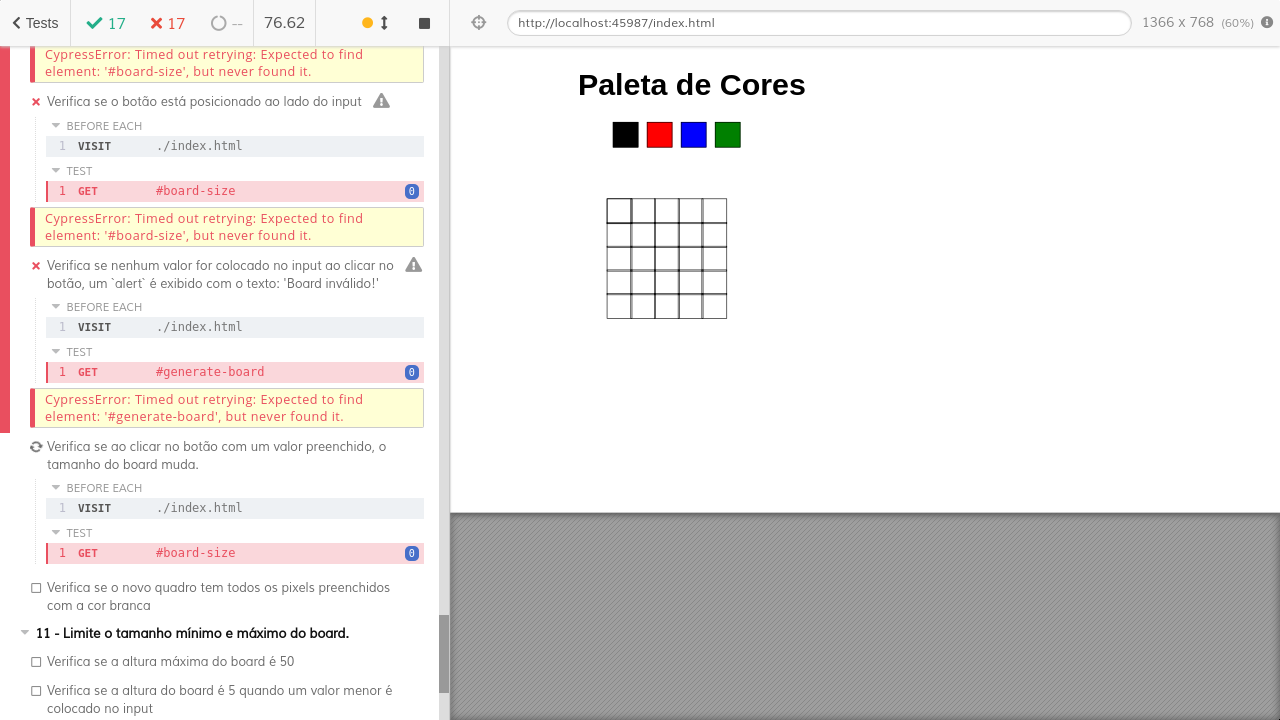 Tests 17 17 -- 76.62
http://localhost:45987/index.html 1366 x 768 (60%)
CypressError: Timed out retrying: Expected to find
element: '#board-size', but never found it.
Verifica se o botão está posicionado ao lado do input
BEFORE EACH
1 VISIT ./index.html
TEST
1 GET #board-size 0
CypressError: Timed out retrying: Expected to find
element: '#board-size', but never found it.
Verifica se nenhum valor for colocado no input ao clicar no
botão, um `alert` é exibido com o texto: 'Board inválido!'
BEFORE EACH
1 VISIT ./index.html
TEST
1 GET #generate-board 0
CypressError: Timed out retrying: Expected to find
element: '#generate-board', but never found it.
Verifica se ao clicar no botão com um valor preenchido, o
tamanho do board muda.
BEFORE EACH
1 VISIT ./index.html
TEST
1 GET #board-size 0
Verifica se o novo quadro tem todos os pixels preenchidos
com a cor branca
11 - Limite o tamanho mínimo e máximo do board.
Verifica se a altura máxima do board é 50
Verifica se a altura do board é 5 quando um valor menor é
colocado no input
Paleta de Cores